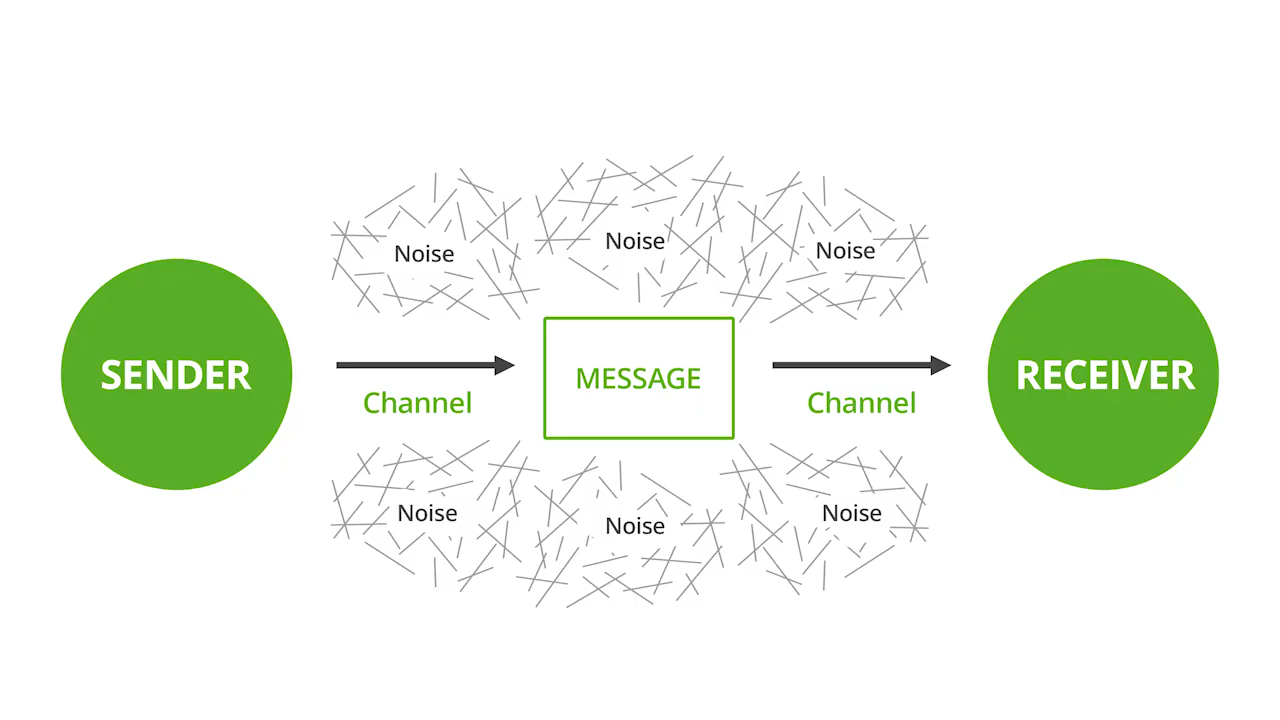 Noise
Noise
Noise
SENDER
Channel
MESSAGE
Channel
RECEIVER
Noise
Noise
Noise